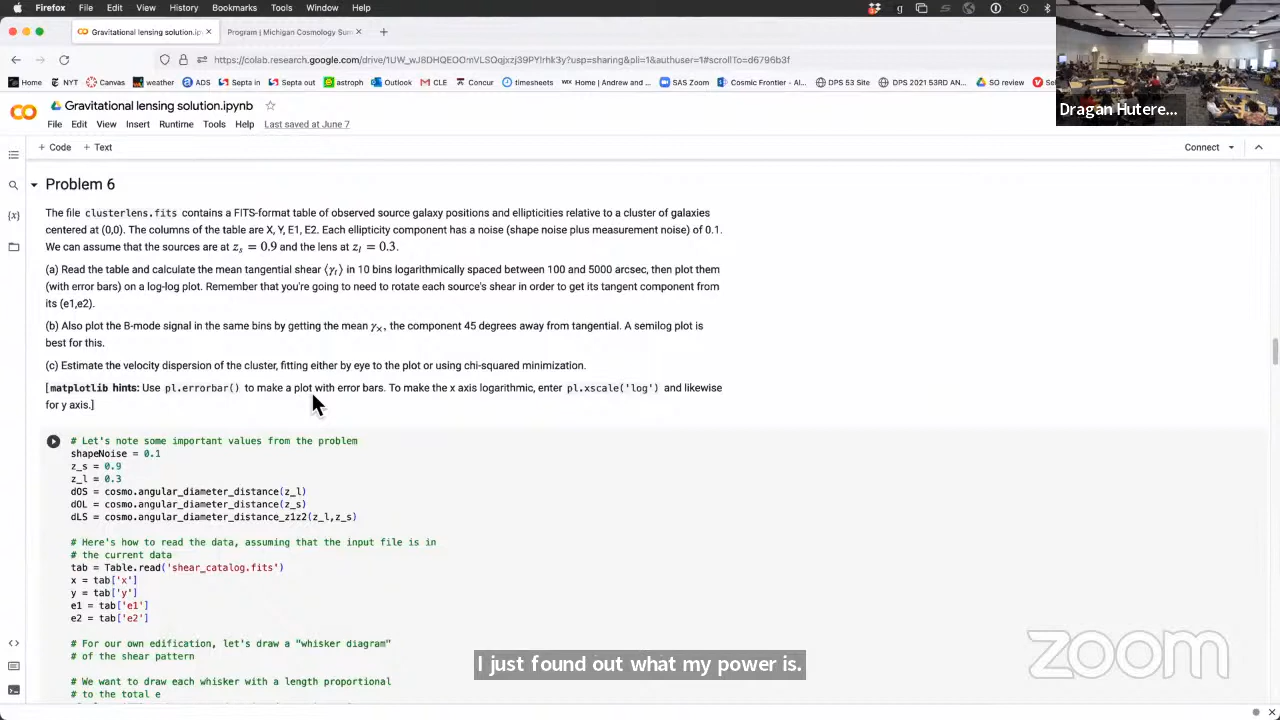 Firefox File Edit View History Bookmarks Tools Window Help
Gravitational lensing solution.ip
Program | Michigan Cosmology Sum
https://colab.research.google.com/drive/1UW_wJ8DHQEOOmVLSOqjxzj39PYIrhk3y?usp=sharing&pli=1&authuser=1#scrollTo=d6796b3f
Home NYT Canvas weather ADS Septa in Septa out astroph Outlook CLE Concur timesheets Home | Andrew and ... SAS Zoom Cosmic Frontier - Al... DPS 53 Site DPS 2021 53RD AN... SO review
Dragan Hutere...
Gravitational lensing solution.ipynb
File Edit View Insert Runtime Tools Help Last saved at June 7
+ Code + Text Connect
Problem 6
The file clusterlens.fits contains a FITS-format table of observed source galaxy positions and ellipticities relative to a cluster of galaxies
centered at (0,0). The columns of the table are X, Y, E1, E2. Each ellipticity component has a noise (shape noise plus measurement noise) of 0.1.
We can assume that the sources are at z_s = 0.9 and the lens at z_l = 0.3.
(a) Read the table and calculate the mean tangential shear ⟨γ_t⟩ in 10 bins logarithmically spaced between 100 and 5000 arcsec, then plot them
(with error bars) on a log-log plot. Remember that you're going to need to rotate each source's shear in order to get its tangent component from
its (e1,e2).
(b) Also plot the B-mode signal in the same bins by getting the mean γ_×, the component 45 degrees away from tangential. A semilog plot is
best for this.
(c) Estimate the velocity dispersion of the cluster, fitting either by eye to the plot or using chi-squared minimization.
[matplotlib hints: Use pl.errorbar() to make a plot with error bars. To make the x axis logarithmic, enter pl.xscale('log') and likewise
for y axis.]
# Let's note some important values from the problem
shapeNoise = 0.1
z_s = 0.9
z_l = 0.3
dOS = cosmo.angular_diameter_distance(z_l)
dOL = cosmo.angular_diameter_distance(z_s)
dLS = cosmo.angular_diameter_distance_z1z2(z_l,z_s)
# Here's how to read the data, assuming that the input file is in
# the current data
tab = Table.read('shear_catalog.fits')
x = tab['x']
y = tab['y']
e1 = tab['e1']
e2 = tab['e2']
# For our own edification, let's draw a "whisker diagram"
# of the shear pattern
# We want to draw each whisker with a length proportional
# to the total e
I just found out what my power is.
zoom